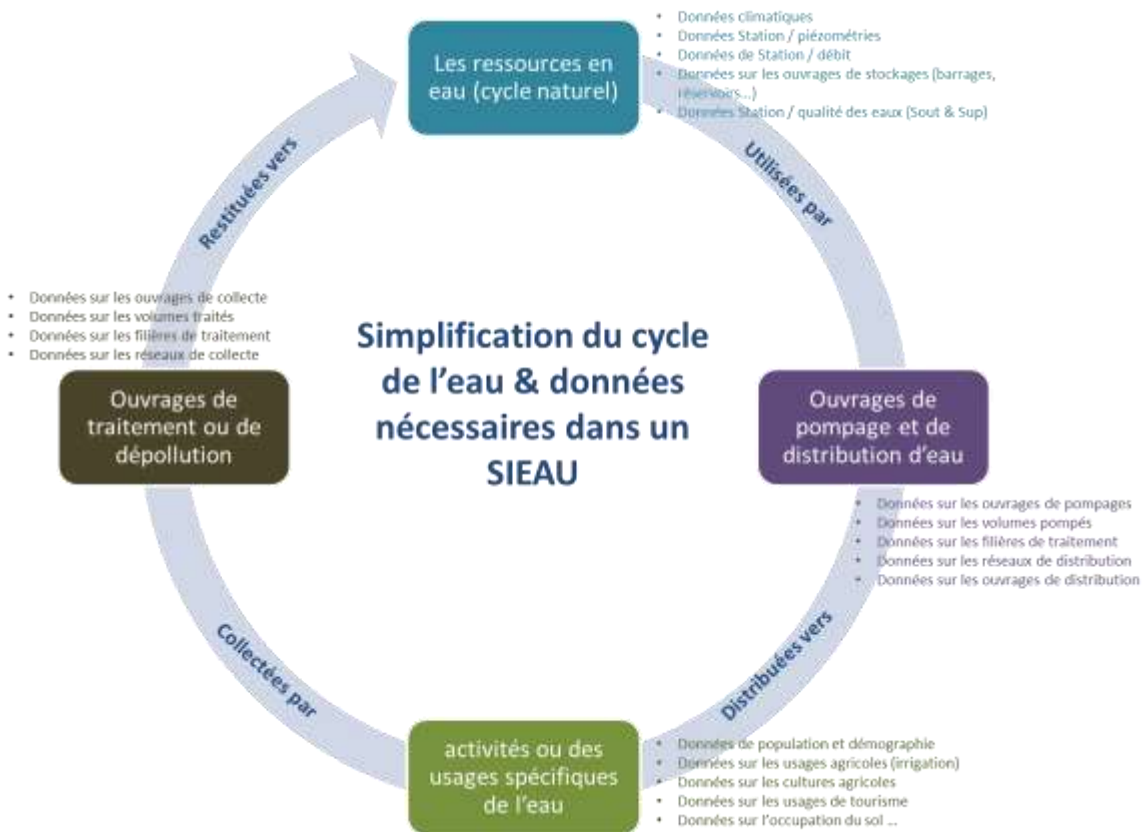 Les ressources en
eau (cycle naturel)
• Données climatiques
• Données Station / piézométries
• Données de Station / débit
• Données sur les ouvrages de stockages (barrages,
réservoirs...)
• Données Station / qualité des eaux (Sout & Sup)
Utilisées par
Ouvrages de
pompage et de
distribution d'eau
• Données sur les ouvrages de pompages
• Données sur les volumes pompés
• Données sur les filières de traitement
• Données sur les réseaux de distribution
• Données sur les ouvrages de distribution
Distribuées vers
activités ou des
usages spécifiques
de l'eau
• Données de population et démographie
• Données sur les usages agricoles (irrigation)
• Données sur les cultures agricoles
• Données sur les usages de tourisme
• Données sur l'occupation du sol ...
Collectées par
• Données sur les ouvrages de collecte
• Données sur les volumes traités
• Données sur les filières de traitement
• Données sur les réseaux de collecte
Ouvrages de
traitement ou de
dépollution
Restituées vers
Simplification du cycle
de l'eau & données
nécessaires dans un
SIEAU